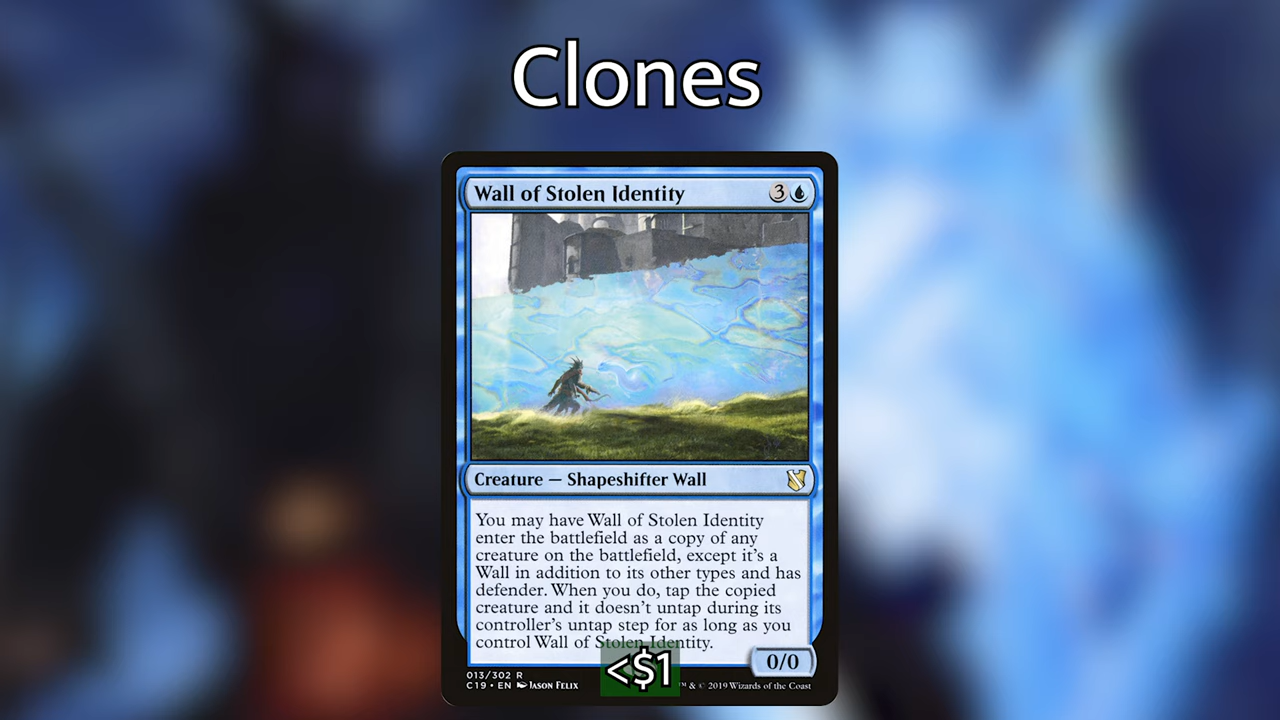 Clones
Wall of Stolen Identity 3
Creature — Shapeshifter Wall
You may have Wall of Stolen Identity
enter the battlefield as a copy of any
creature on the battlefield, except it's a
Wall in addition to its other types and has
defender. When you do, tap the copied
creature and it doesn't untap during its
controller's untap step for as long as you
control Wall of Stolen Identity.
<$1
0/0
013/302 R
C19 • EN Jason Felix
™ & © 2019 Wizards of the Coast